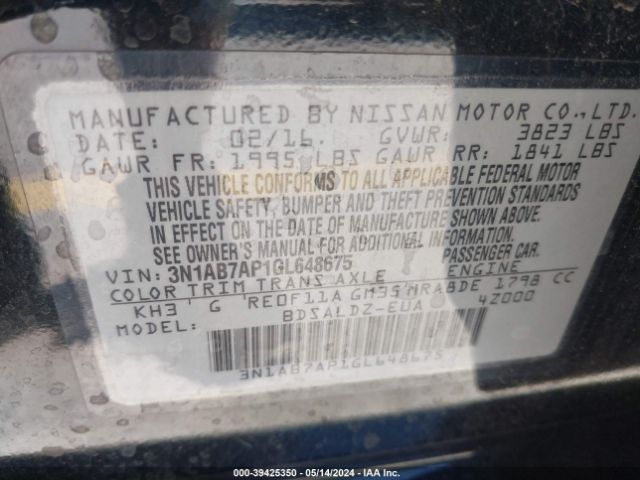 MANUFACTURED BY NISSAN MOTOR CO., LTD.
DATE: 02/16. GVWR: 3823 LBS
GAWR FR: 1995 LBS GAWR RR: 1841 LBS
THIS VEHICLE CONFORMS TO ALL APPLICABLE FEDERAL MOTOR
VEHICLE SAFETY, BUMPER AND THEFT PREVENTION STANDARDS
IN EFFECT ON THE DATE OF MANUFACTURE SHOWN ABOVE.
SEE OWNER'S MANUAL FOR ADDITIONAL INFORMATION.
VIN: 3N1AB7AP1GL648675 PASSENGER CAR.
COLOR TRIM TRANS AXLE ENGINE
KH3 G RE0F11A GM35 MRA8DE 1798 CC
MODEL: BDSALDZ-EUA 4Z000
3N1AB7AP1GL648675
000-39425350 - 05/14/2024 - IAA Inc.